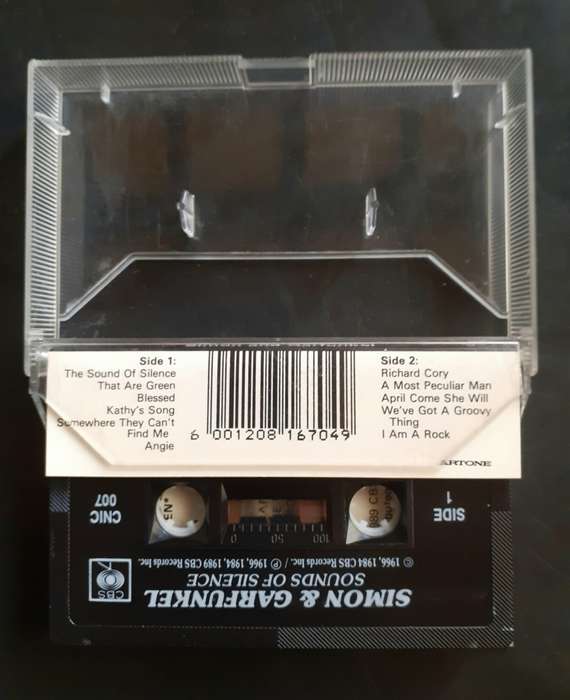 Side 1:
The Sound Of Silence
That Are Green
Blessed
Kathy's Song
Somewhere They Can't
Find Me
Angie
6 001208 167049
Side 2:
Richard Cory
A Most Peculiar Man
April Come She Will
We've Got A Groovy
Thing
I Am A Rock
ARTONE
SIMON & GARFUNKEL
SOUNDS OF SILENCE
© 1966, 1984 CBS Records Inc. / ℗ 1966, 1984, 1989 CBS Records Inc.
CBS
SIDE
1
100 50 0
CNIC
007